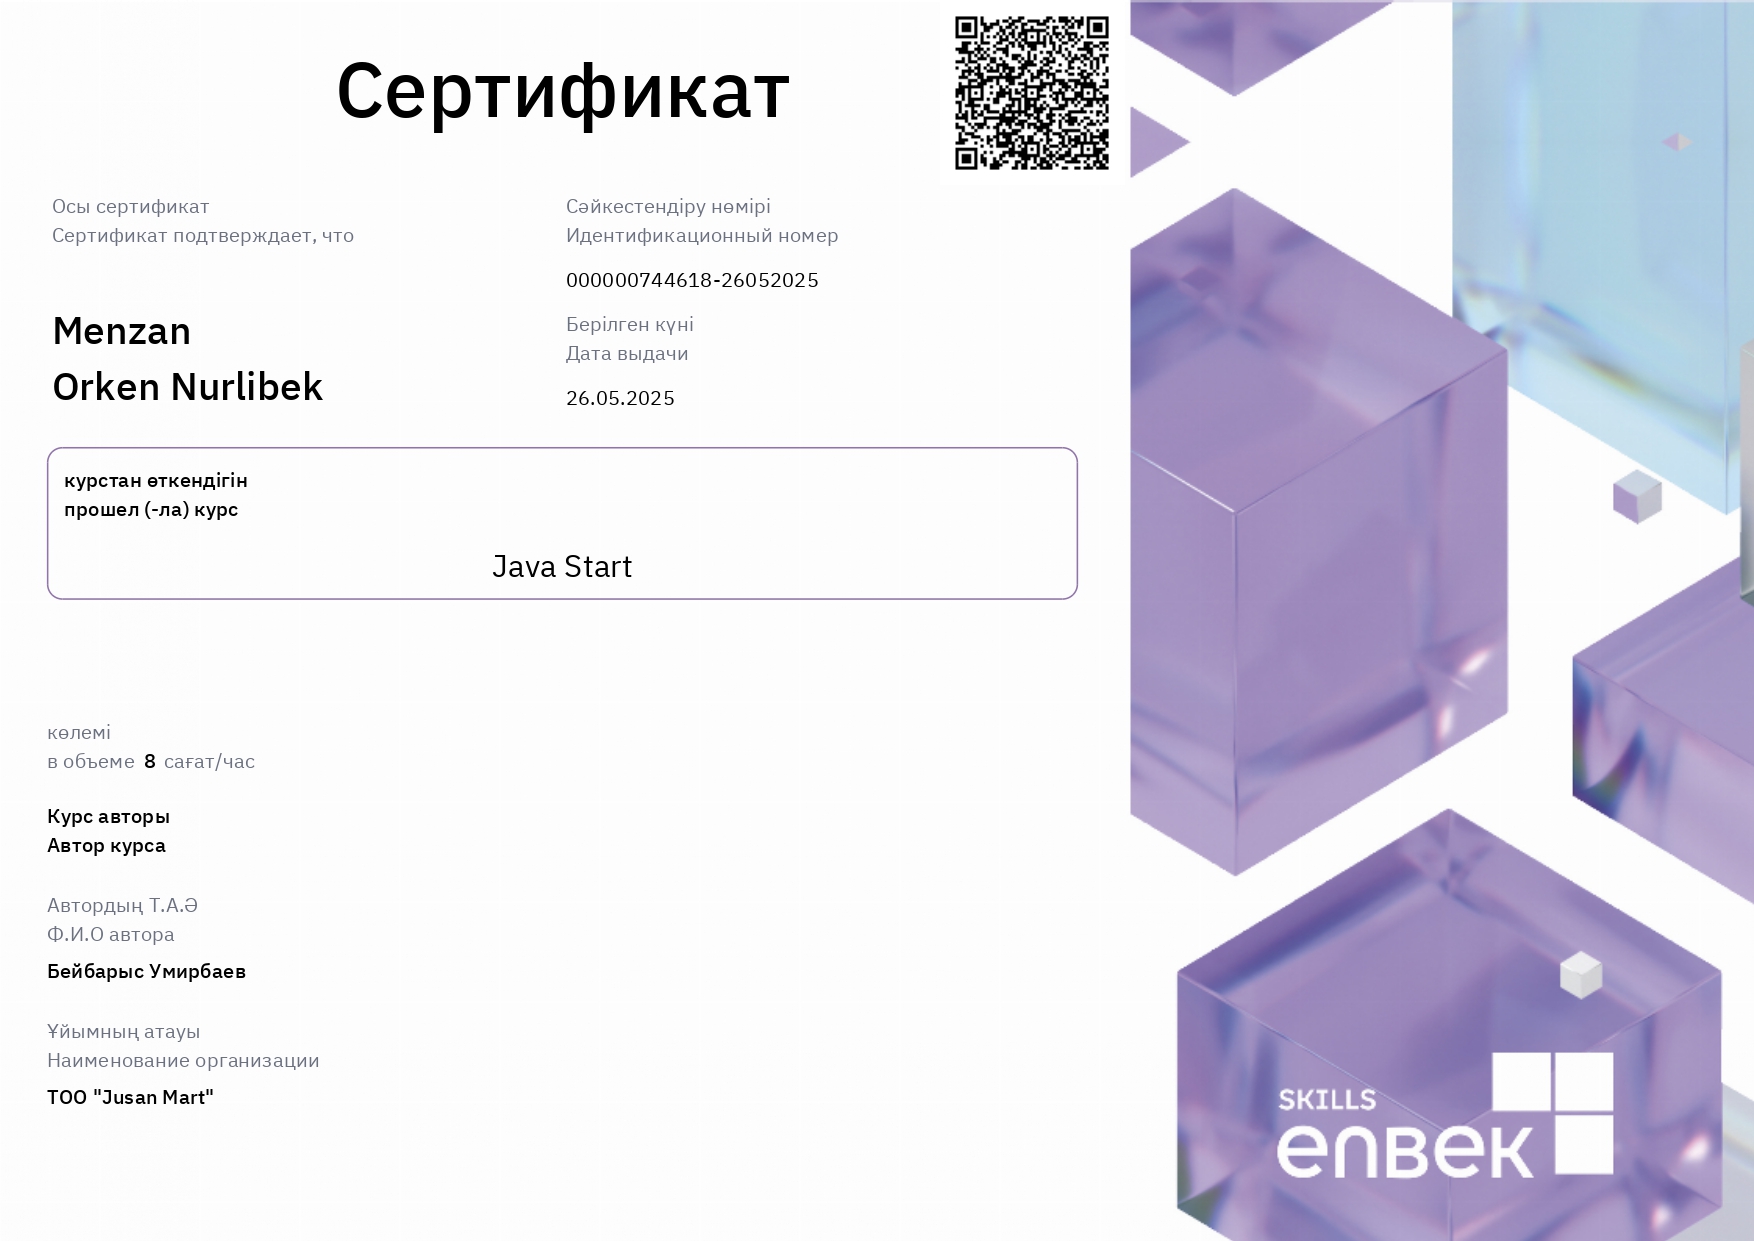 Сертификат
Осы сертификат
Сертификат подтверждает, что
Menzan
Orken Nurlibek
Сәйкестендіру нөмірі
Идентификационный номер
000000744618-26052025
Берілген күні
Дата выдачи
26.05.2025
курстан өткендігін
прошел (-ла) курс
Java Start
көлемі
в объеме 8 сағат/час
Курс авторы
Автор курса
Автордың Т.А.Ә
Ф.И.О автора
Бейбарыс Умирбаев
Ұйымның атауы
Наименование организации
ТОО "Jusan Mart"
SKILLS
enbek